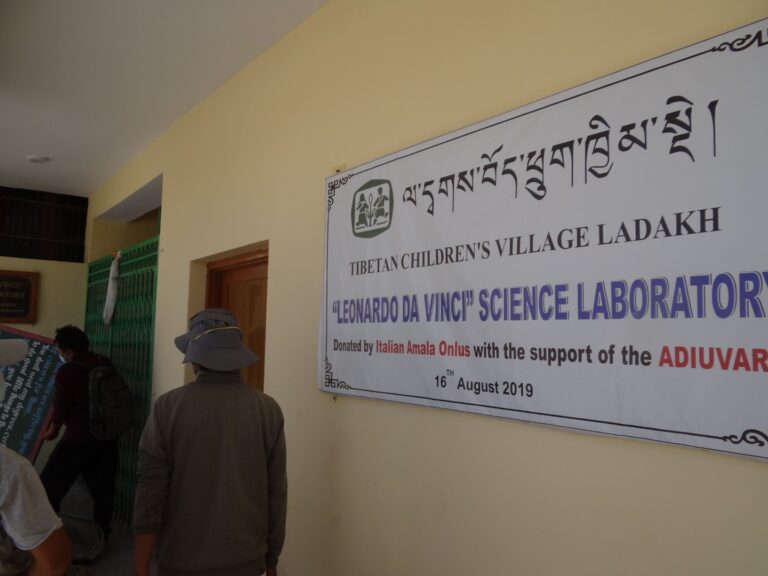 ལ་དྭགས་བོད་ཕྲུག་ཁྱིམ་སྡེ།
TIBETAN CHILDREN'S VILLAGE LADAKH
"LEONARDO DA VINCI" SCIENCE LABORATORY
Donated by Italian Amala Onlus with the support of the ADIUVAR
16TH August 2019